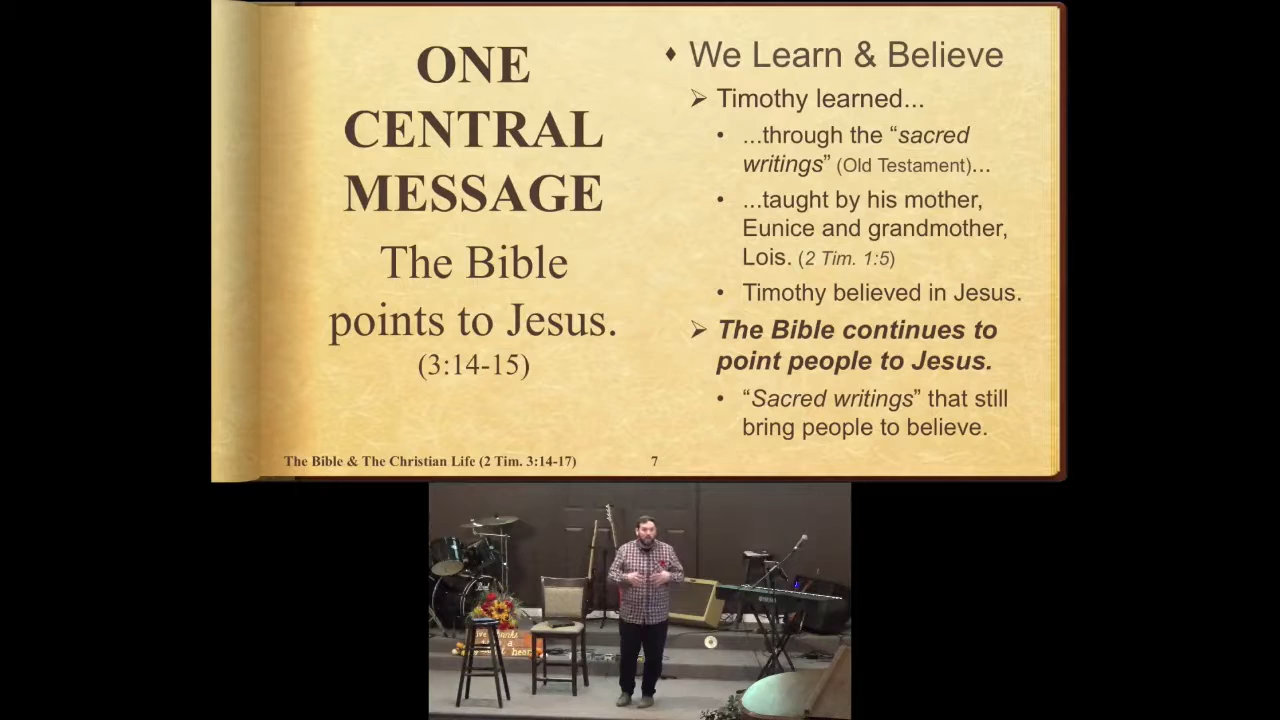 ONE
CENTRAL
MESSAGE
The Bible
points to Jesus.
(3:14-15)
♦ We Learn & Believe
➢ Timothy learned...
• ...through the “sacred
writings” (Old Testament)...
• ...taught by his mother,
Eunice and grandmother,
Lois. (2 Tim. 1:5)
• Timothy believed in Jesus.
➢ The Bible continues to
point people to Jesus.
• “Sacred writings” that still
bring people to believe.
The Bible & The Christian Life (2 Tim. 3:14-17)
7